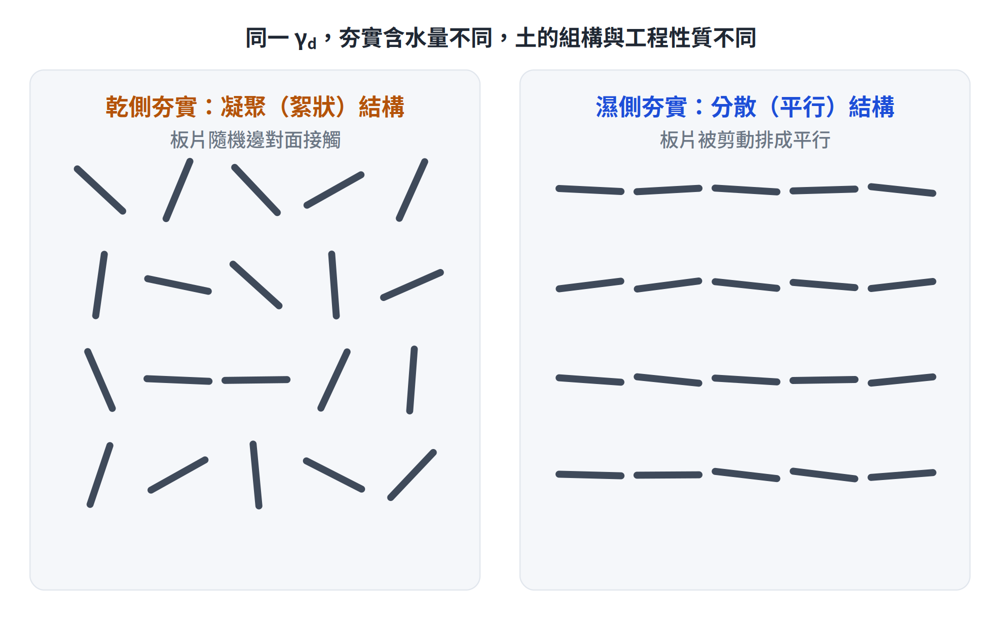 同一 γd，夯實含水量不同，土的組構與工程性質不同
乾側夯實：凝聚（絮狀）結構
板片隨機邊對面接觸
濕側夯實：分散（平行）結構
板片被剪動排成平行